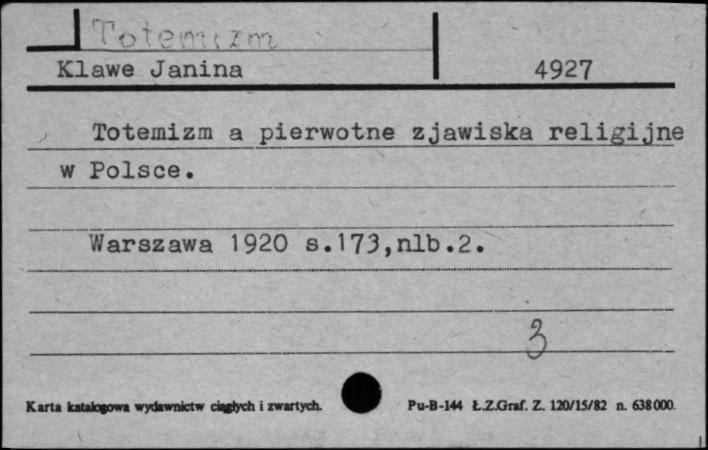 Totemizm
Klawe Janina 4927
Totemizm a pierwotne zjawiska religijne
w Polsce.
Warszawa 1920 s.173,nlb.2.
3
Karta katalogowa wydawnictw ciągłych i zwartych. Pu-B-144 Ł.Z.Graf. Z. 120/15/82 n. 638000.